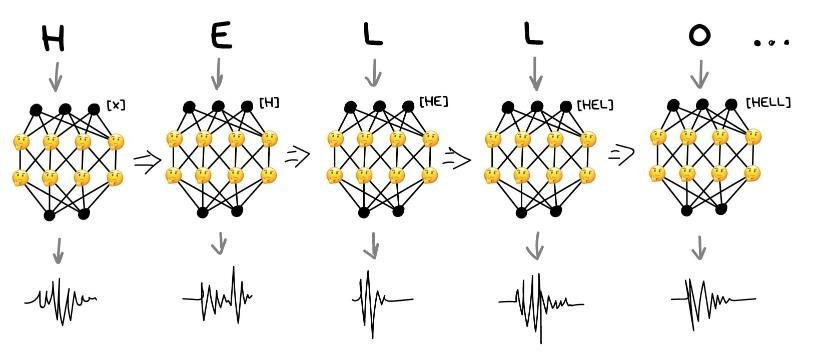 H E L L O ...
[X] [H] [HE] [HEL] [HELL]